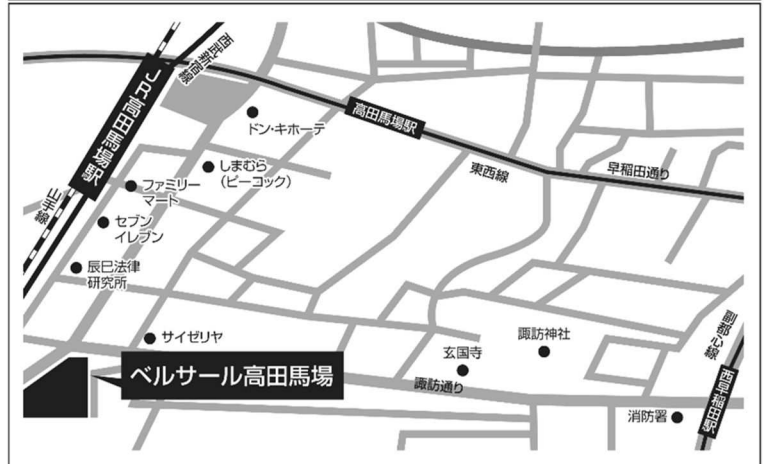 西武新宿線
JR高田馬場駅
高田馬場駅
ドン・キホーテ
しまむら
（ピーコック）
東西線
早稲田通り
ファミリー
マート
山手線
セブン
イレブン
辰巳法律
研究所
サイゼリヤ
ベルサール高田馬場
玄国寺
諏訪神社
諏訪通り
副都心線
西早稲田駅
消防署